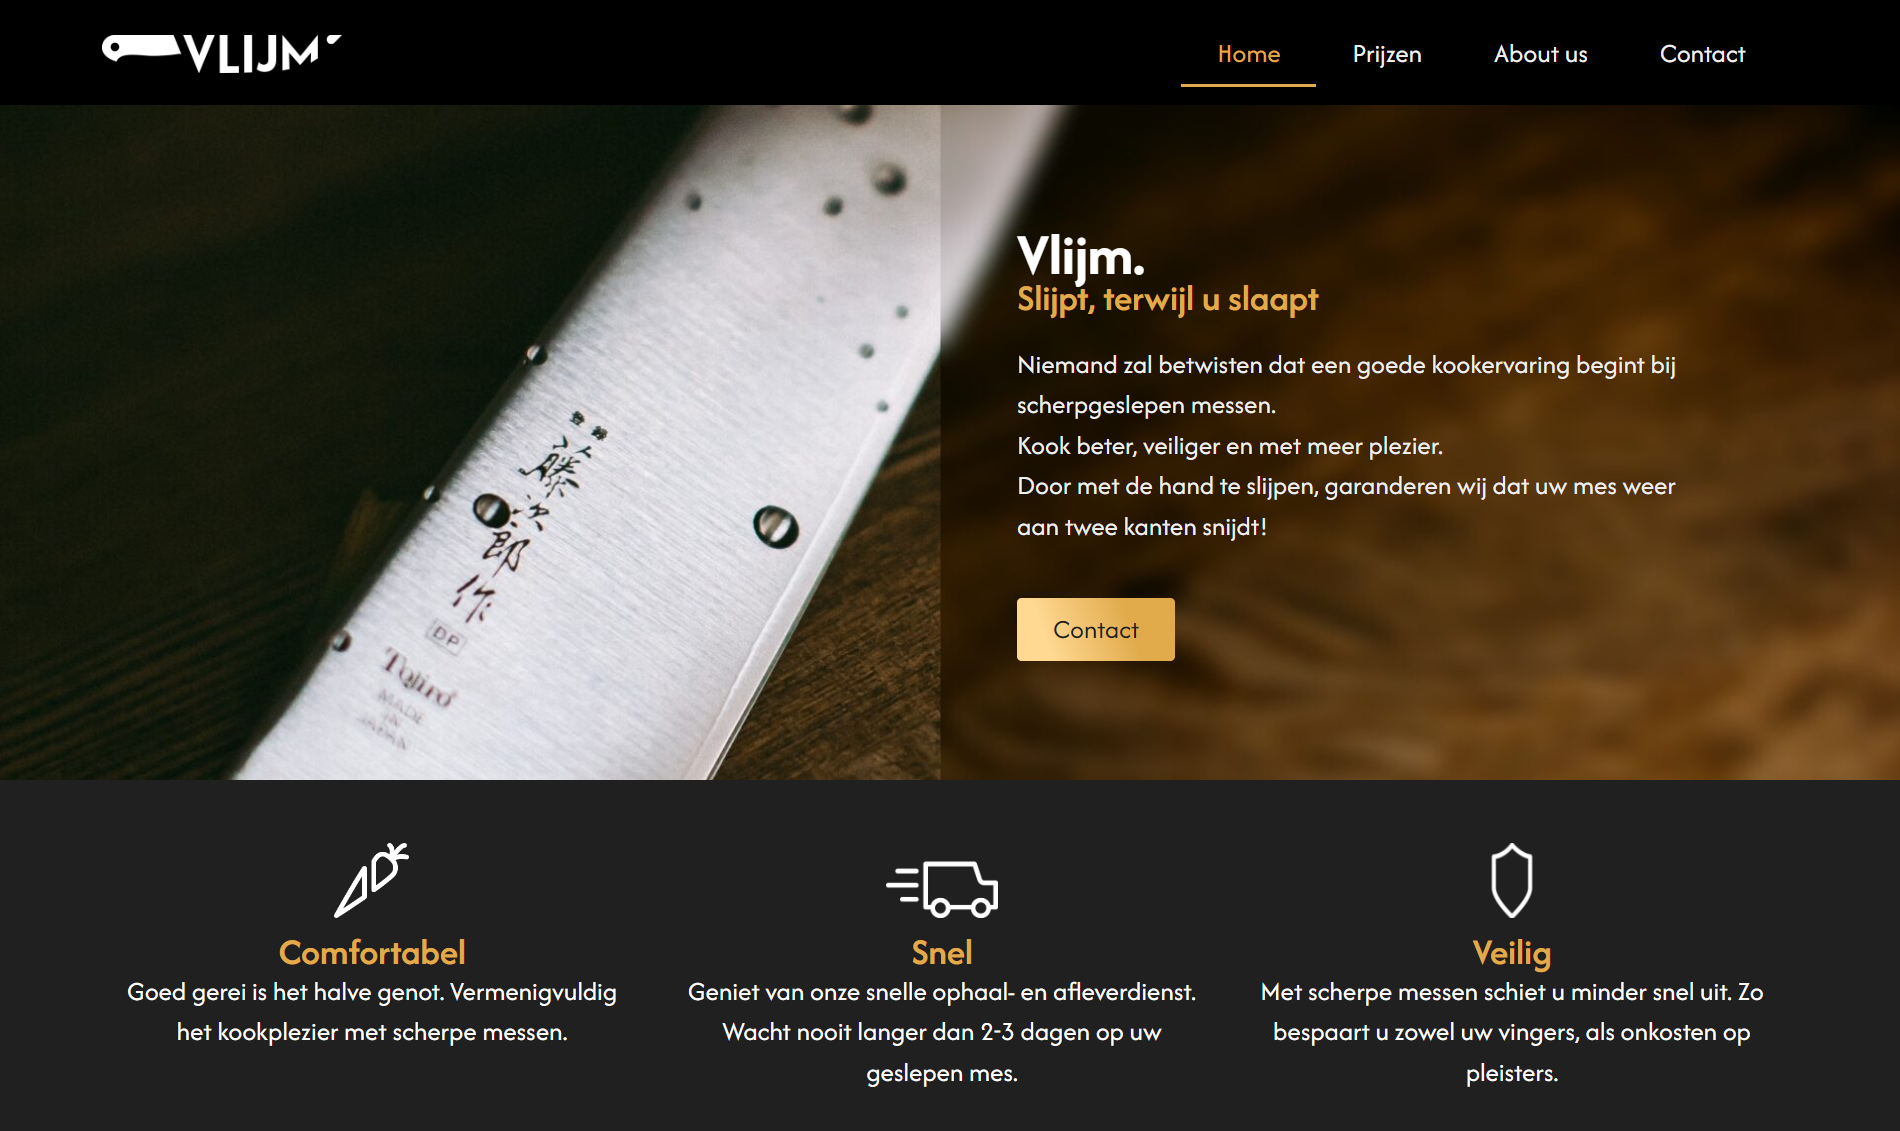 VLIJM
Home
Prijzen
About us
Contact
登録
藤次郎作
DP
Tojiro
MADE
IN
JAPAN
Vlijm.
Slijpt, terwijl u slaapt
Niemand zal betwisten dat een goede kookervaring begint bij
scherpgeslepen messen.
Kook beter, veiliger en met meer plezier.
Door met de hand te slijpen, garanderen wij dat uw mes weer
aan twee kanten snijdt!
Contact
Comfortabel
Goed gerei is het halve genot. Vermenigvuldig
het kookplezier met scherpe messen.
Snel
Geniet van onze snelle ophaal- en afleverdienst.
Wacht nooit langer dan 2-3 dagen op uw
geslepen mes.
Veilig
Met scherpe messen schiet u minder snel uit. Zo
bespaart u zowel uw vingers, als onkosten op
pleisters.